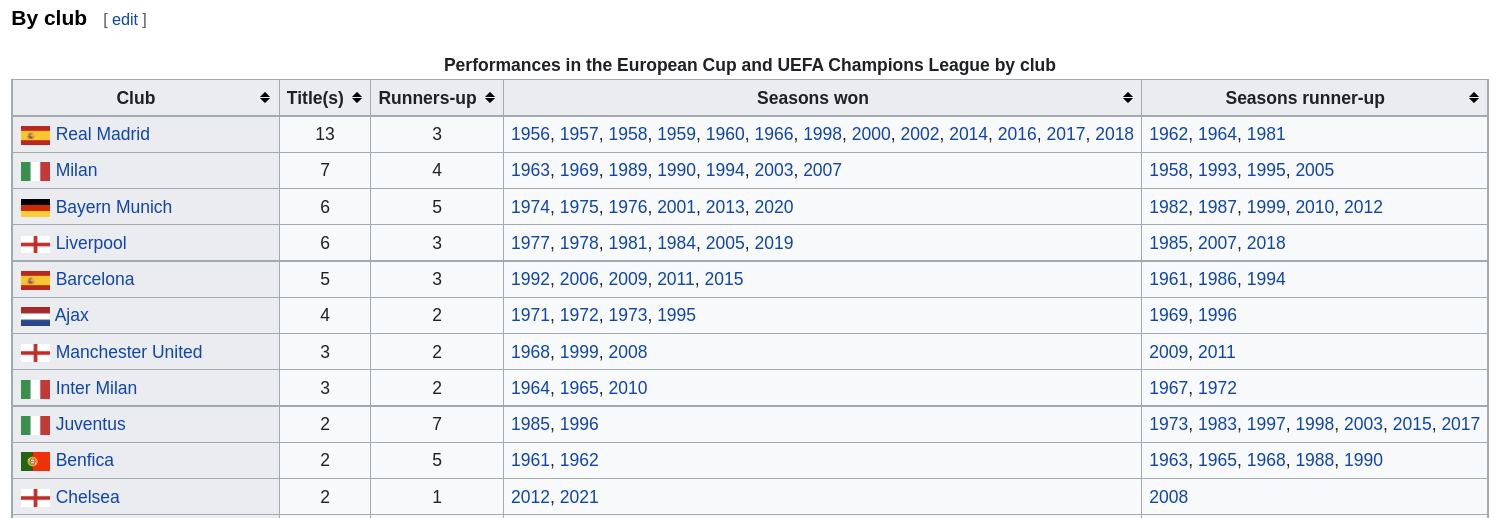 By club [ edit ]
Performances in the European Cup and UEFA Champions League by club
Club Title(s) Runners-up Seasons won Seasons runner-up
Real Madrid 13 3 1956, 1957, 1958, 1959, 1960, 1966, 1998, 2000, 2002, 2014, 2016, 2017, 2018 1962, 1964, 1981
Milan 7 4 1963, 1969, 1989, 1990, 1994, 2003, 2007 1958, 1993, 1995, 2005
Bayern Munich 6 5 1974, 1975, 1976, 2001, 2013, 2020 1982, 1987, 1999, 2010, 2012
Liverpool 6 3 1977, 1978, 1981, 1984, 2005, 2019 1985, 2007, 2018
Barcelona 5 3 1992, 2006, 2009, 2011, 2015 1961, 1986, 1994
Ajax 4 2 1971, 1972, 1973, 1995 1969, 1996
Manchester United 3 2 1968, 1999, 2008 2009, 2011
Inter Milan 3 2 1964, 1965, 2010 1967, 1972
Juventus 2 7 1985, 1996 1973, 1983, 1997, 1998, 2003, 2015, 2017
Benfica 2 5 1961, 1962 1963, 1965, 1968, 1988, 1990
Chelsea 2 1 2012, 2021 2008